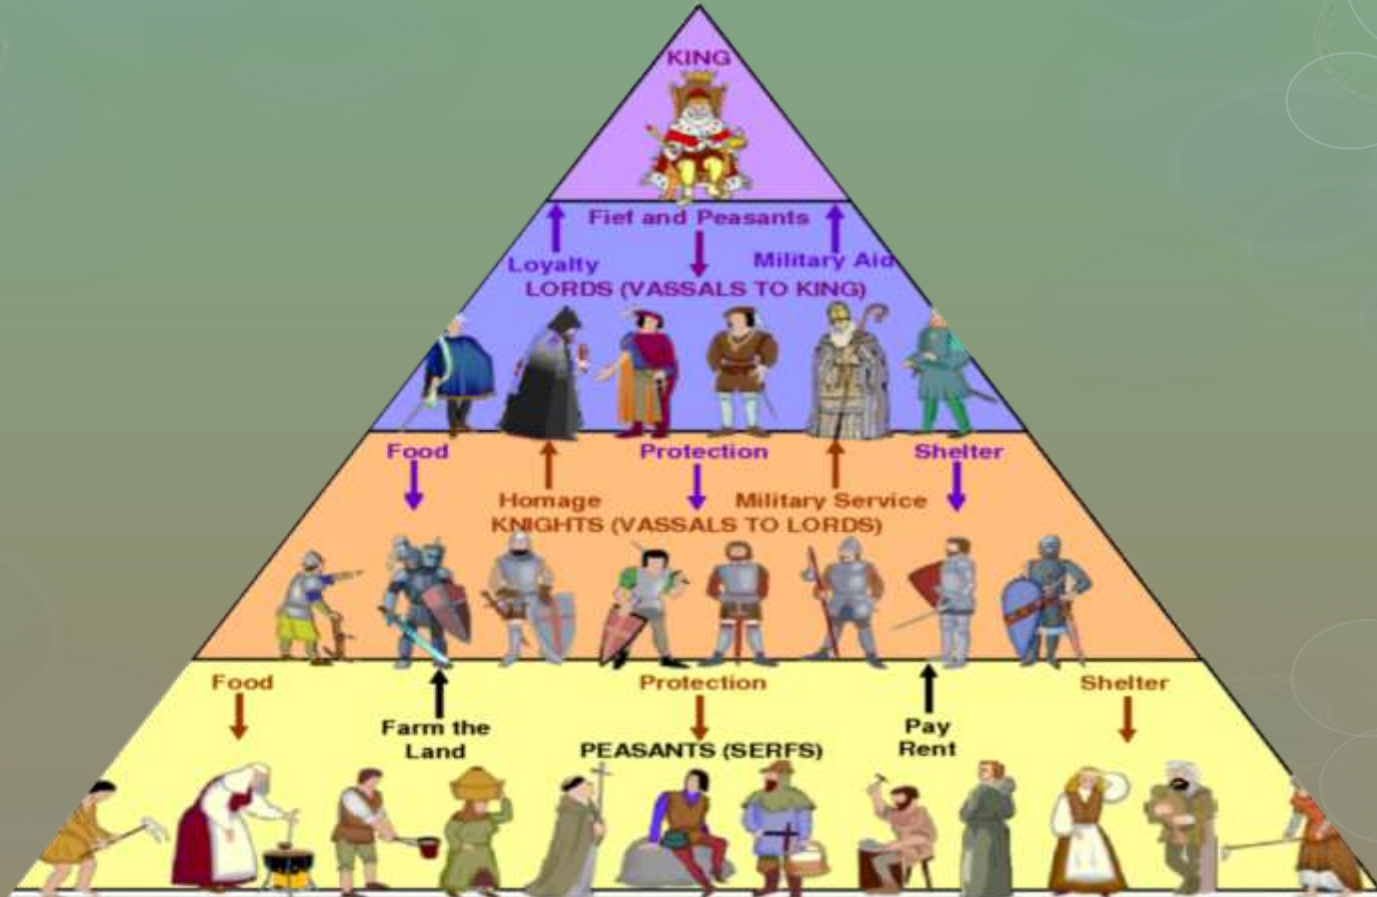 KING
Fief and Peasants
Loyalty
Military Aid
LORDS (VASSALS TO KING)
Food
Protection
Shelter
Homage
Military Service
KNIGHTS (VASSALS TO LORDS)
Food
Protection
Shelter
Farm the
Land
Pay
Rent
PEASANTS (SERFS)